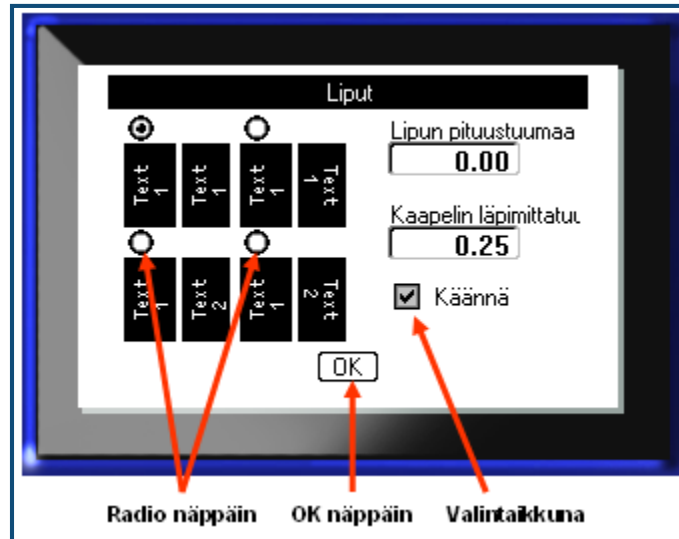 Liput
Lipun pituustuumaa
0.00
Text 1 Text 1 Text 1 Text 1
Kaapelin läpimittatuu
0.25
Text 1 Text 2 Text 1 Text 2
Käännä
OK
Radio näppäin OK näppäin Valintaikkuna